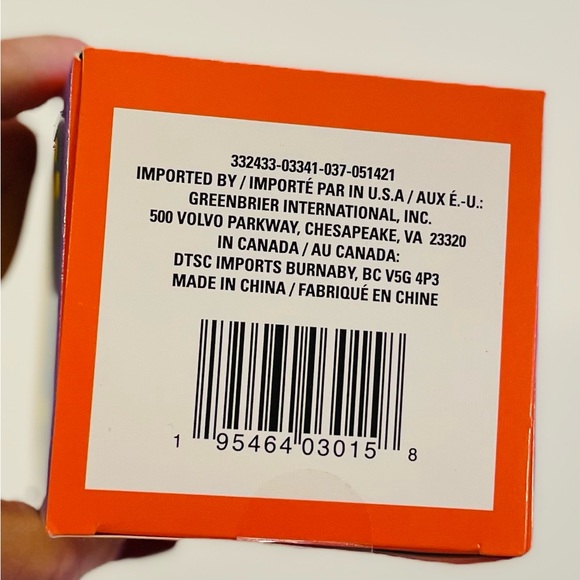 332433-03341-037-051421
IMPORTED BY / IMPORTÉ PAR IN U.S.A / AUX É.-U.:
GREENBRIER INTERNATIONAL, INC.
500 VOLVO PARKWAY, CHESAPEAKE, VA 23320
IN CANADA / AU CANADA:
DTSC IMPORTS BURNABY, BC V5G 4P3
MADE IN CHINA / FABRIQUÉ EN CHINE
1 95464 03015 8